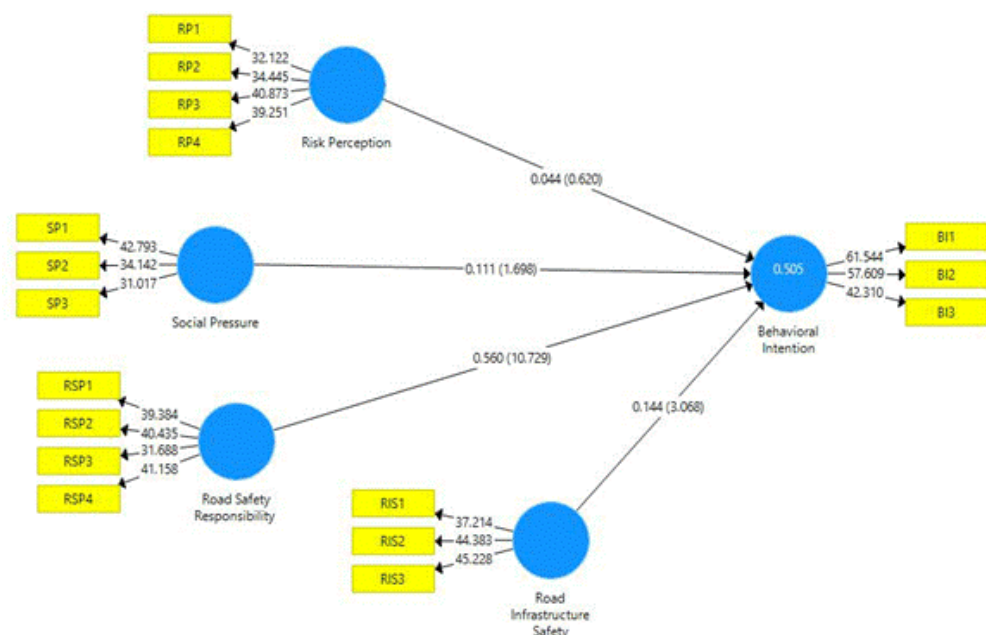 RP1
RP2
RP3
RP4
32.122
34.445
40.873
39.251
Risk Perception
0.044 (0.620)
SP1
SP2
SP3
42.793
34.142
31.017
Social Pressure
0.111 (1.698)
0.505
Behavioral
Intention
61.544
57.609
42.310
BI1
BI2
BI3
RSP1
RSP2
RSP3
RSP4
39.384
40.435
31.688
41.158
Road Safety
Responsibility
0.560 (10.729)
0.144 (3.068)
RIS1
RIS2
RIS3
37.214
44.383
45.228
Road
Infrastructure
Safety